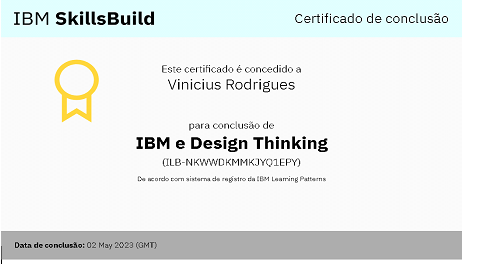 IBM SkillsBuild
Certificado de conclusão
Este certificado é concedido a
Vinicius Rodrigues
para conclusão de
IBM e Design Thinking
(ILB-NKWWDKMMKJYQ1EPY)
De acordo com sistema de registro da IBM Learning Patterns
Data de conclusão: 02 May 2023 (GMT)